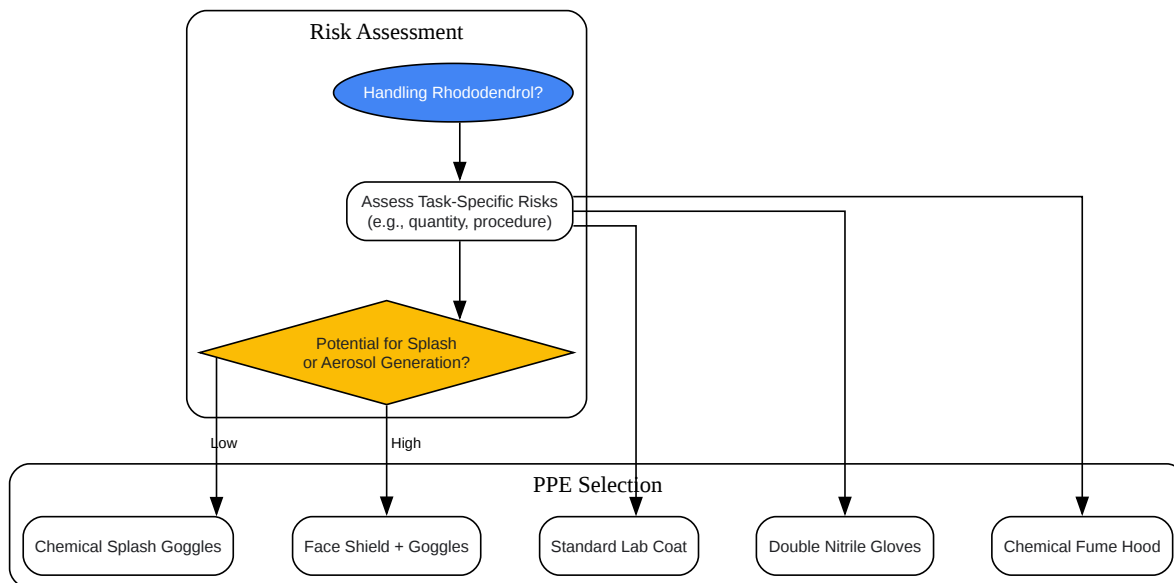 Risk Assessment
Handling Rhododendrol?
Assess Task-Specific Risks
(e.g., quantity, procedure)
Potential for Splash
or Aerosol Generation?
Low
High
PPE Selection
Chemical Splash Goggles
Face Shield + Goggles
Standard Lab Coat
Double Nitrile Gloves
Chemical Fume Hood